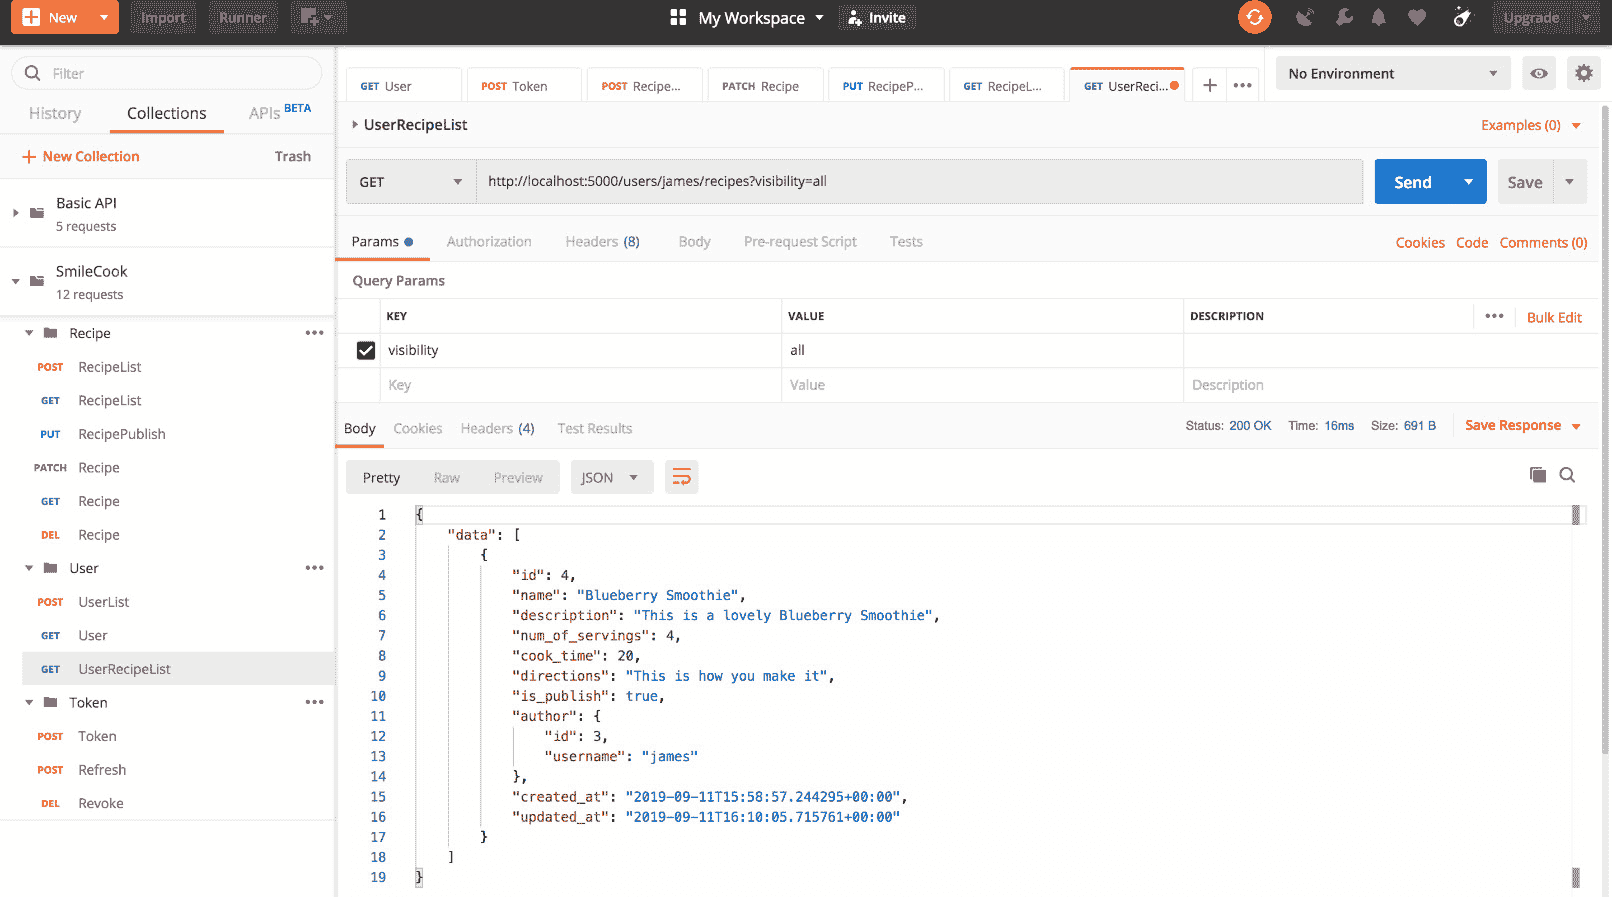 New
Import
Runner
My Workspace
Invite
Upgrade
Filter
History
Collections
APIs BETA
New Collection
Trash
Basic API
5 requests
SmileCook
12 requests
Recipe
POST RecipeList
GET RecipeList
PUT RecipePublish
PATCH Recipe
GET Recipe
DEL Recipe
User
POST UserList
GET User
GET UserRecipeList
Token
POST Token
POST Refresh
DEL Revoke
GET User
POST Token
POST Recipe...
PATCH Recipe
PUT RecipeP...
GET RecipeL...
GET UserReci...
No Environment
UserRecipeList
Examples (0)
GET
http://localhost:5000/users/james/recipes?visibility=all
Send
Save
Params
Authorization
Headers (8)
Body
Pre-request Script
Tests
Cookies
Code
Comments (0)
Query Params
KEY
VALUE
DESCRIPTION
Bulk Edit
visibility
all
Key
Value
Description
Body
Cookies
Headers (4)
Test Results
Status: 200 OK
Time: 16ms
Size: 691 B
Save Response
Pretty
Raw
Preview
JSON
1 {
2 "data": [
3 {
4 "id": 4,
5 "name": "Blueberry Smoothie",
6 "description": "This is a lovely Blueberry Smoothie",
7 "num_of_servings": 4,
8 "cook_time": 20,
9 "directions": "This is how you make it",
10 "is_publish": true,
11 "author": {
12 "id": 3,
13 "username": "james"
14 },
15 "created_at": "2019-09-11T15:58:57.244295+00:00",
16 "updated_at": "2019-09-11T16:10:05.715761+00:00"
17 }
18 ]
19 }